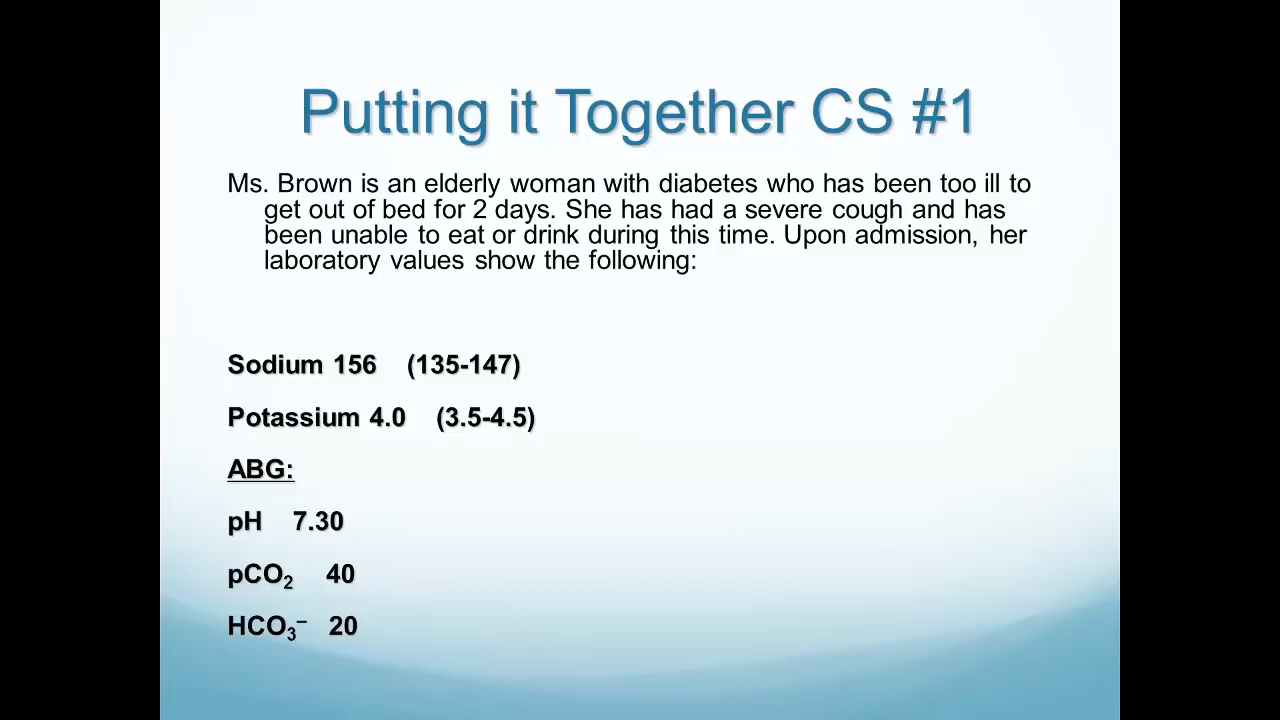 Putting it Together CS #1
Ms. Brown is an elderly woman with diabetes who has been too ill to
get out of bed for 2 days. She has had a severe cough and has
been unable to eat or drink during this time. Upon admission, her
laboratory values show the following:
Sodium 156 (135-147)
Potassium 4.0 (3.5-4.5)
ABG:
pH 7.30
pCO₂ 40
HCO₃⁻ 20